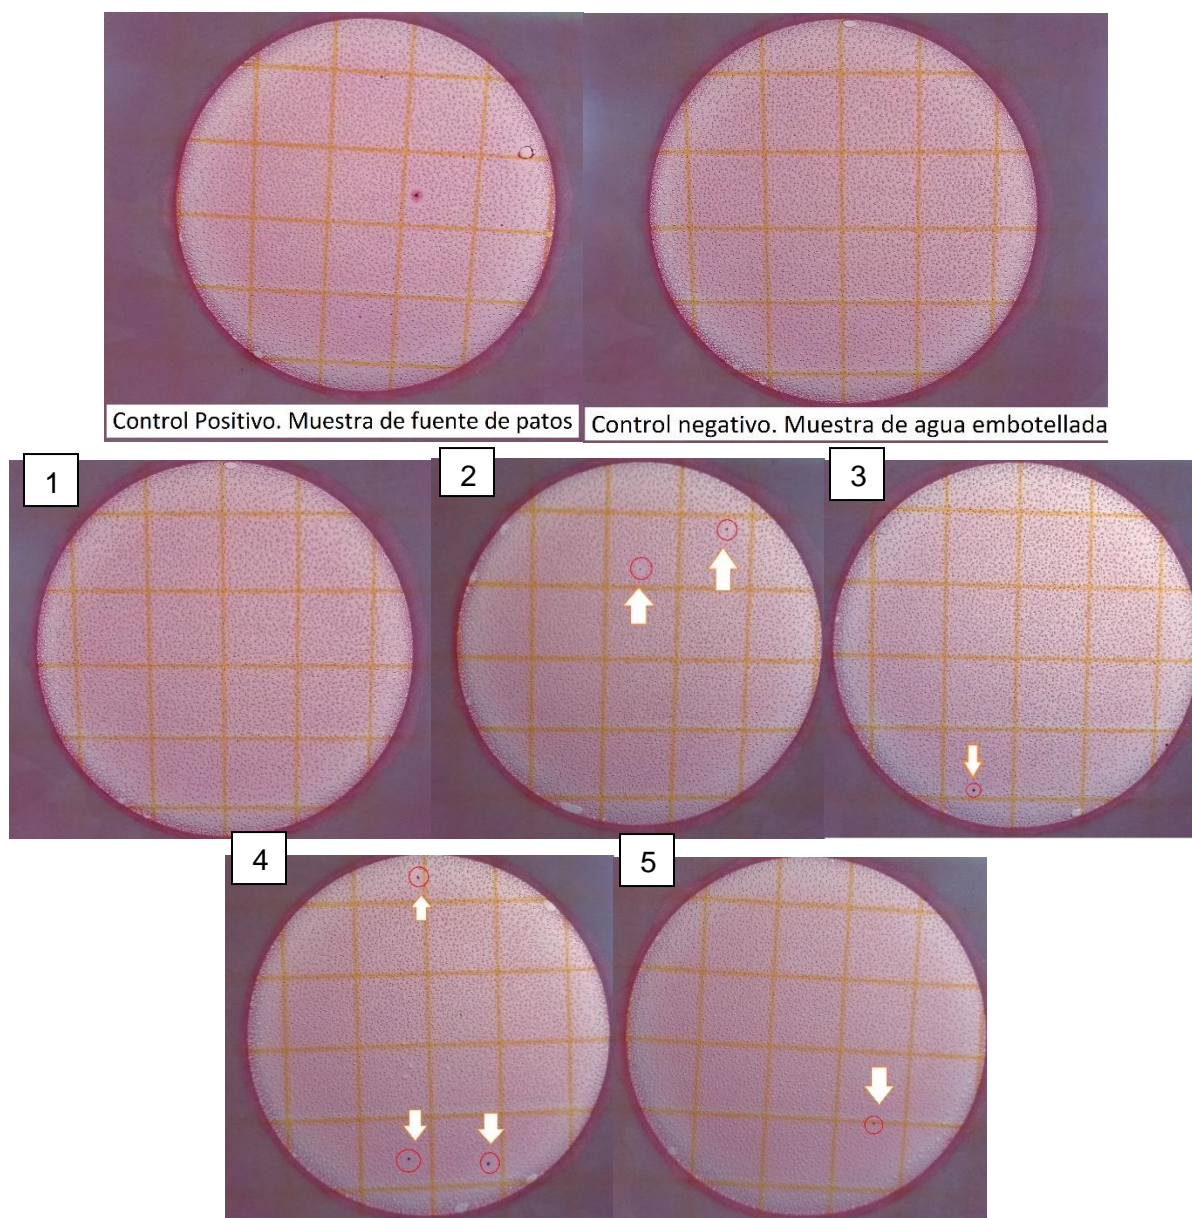 Control Positivo. Muestra de fuente de patos
Control negativo. Muestra de agua embotellada
1
2
3
4
5